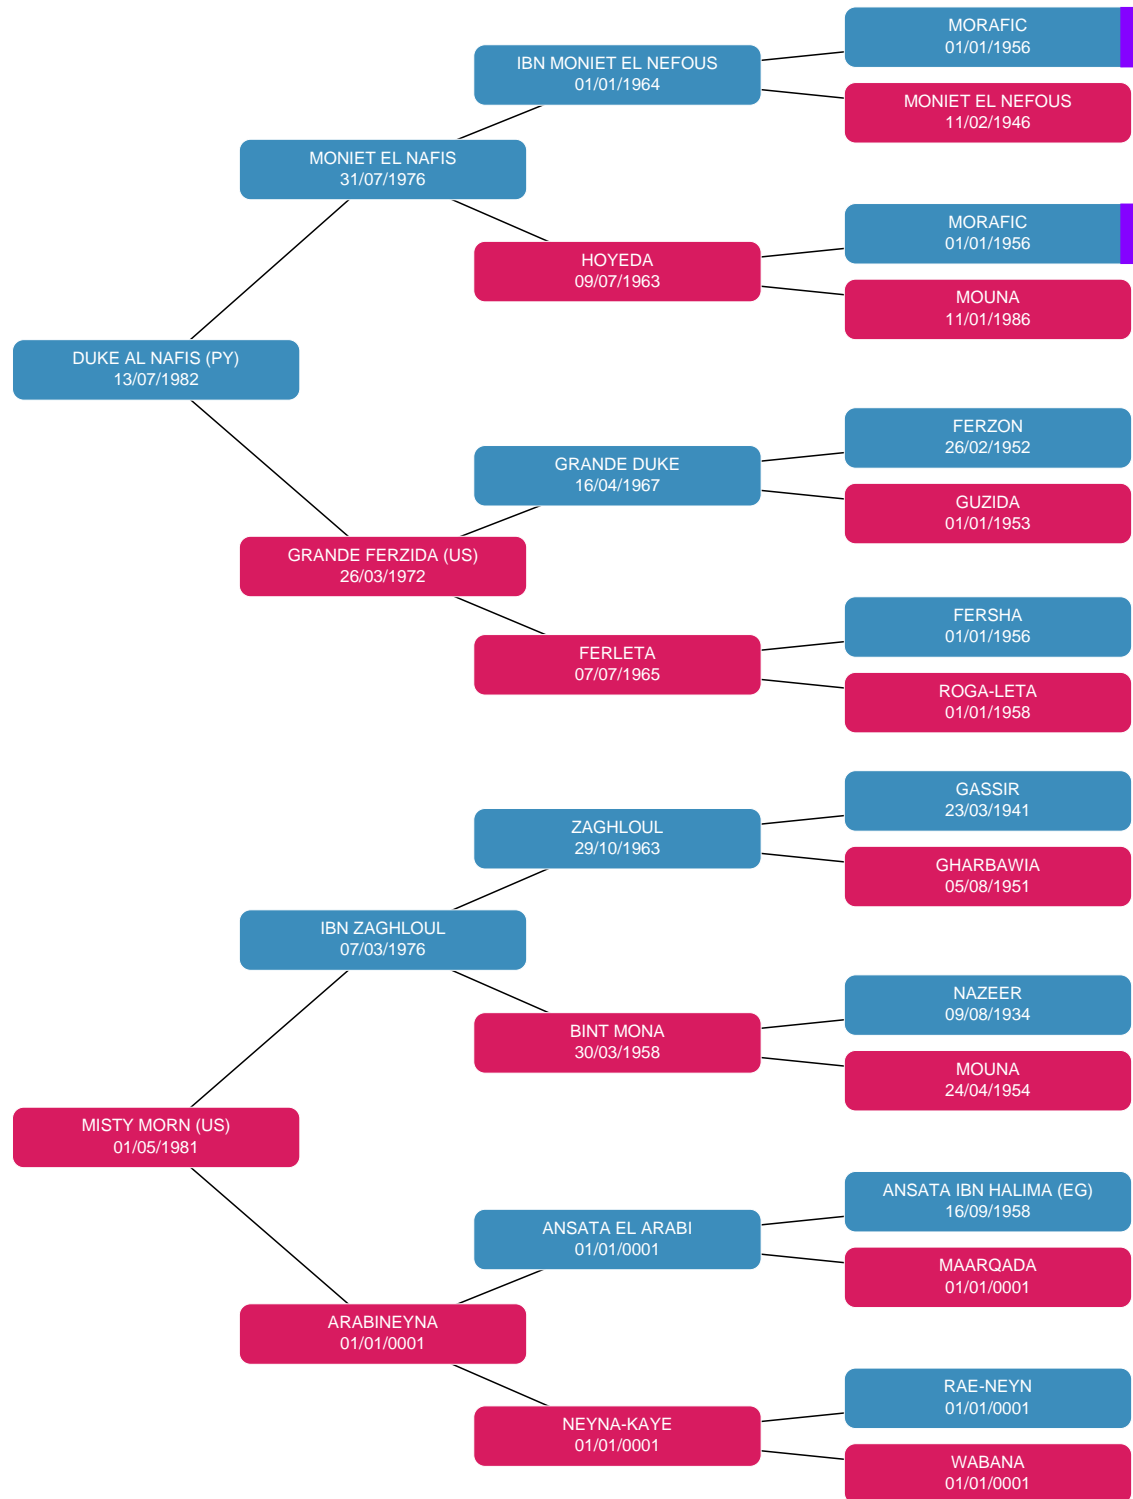 MORAFIC
01/01/1956
IBN MONIET EL NEFOUS
01/01/1964
MONIET EL NEFOUS
11/02/1946
MONIET EL NAFIS
31/07/1976
MORAFIC
01/01/1956
HOYEDA
09/07/1963
MOUNA
11/01/1986
DUKE AL NAFIS (PY)
13/07/1982
FERZON
26/02/1952
GRANDE DUKE
16/04/1967
GUZIDA
01/01/1953
GRANDE FERZIDA (US)
26/03/1972
FERSHA
01/01/1956
FERLETA
07/07/1965
ROGA-LETA
01/01/1958
GASSIR
23/03/1941
ZAGHLOUL
29/10/1963
GHARBAWIA
05/08/1951
IBN ZAGHLOUL
07/03/1976
NAZEER
09/08/1934
BINT MONA
30/03/1958
MOUNA
24/04/1954
MISTY MORN (US)
01/05/1981
ANSATA IBN HALIMA (EG)
16/09/1958
ANSATA EL ARABI
01/01/0001
MAARQADA
01/01/0001
ARABINEYNA
01/01/0001
RAE-NEYN
01/01/0001
NEYNA-KAYE
01/01/0001
WABANA
01/01/0001